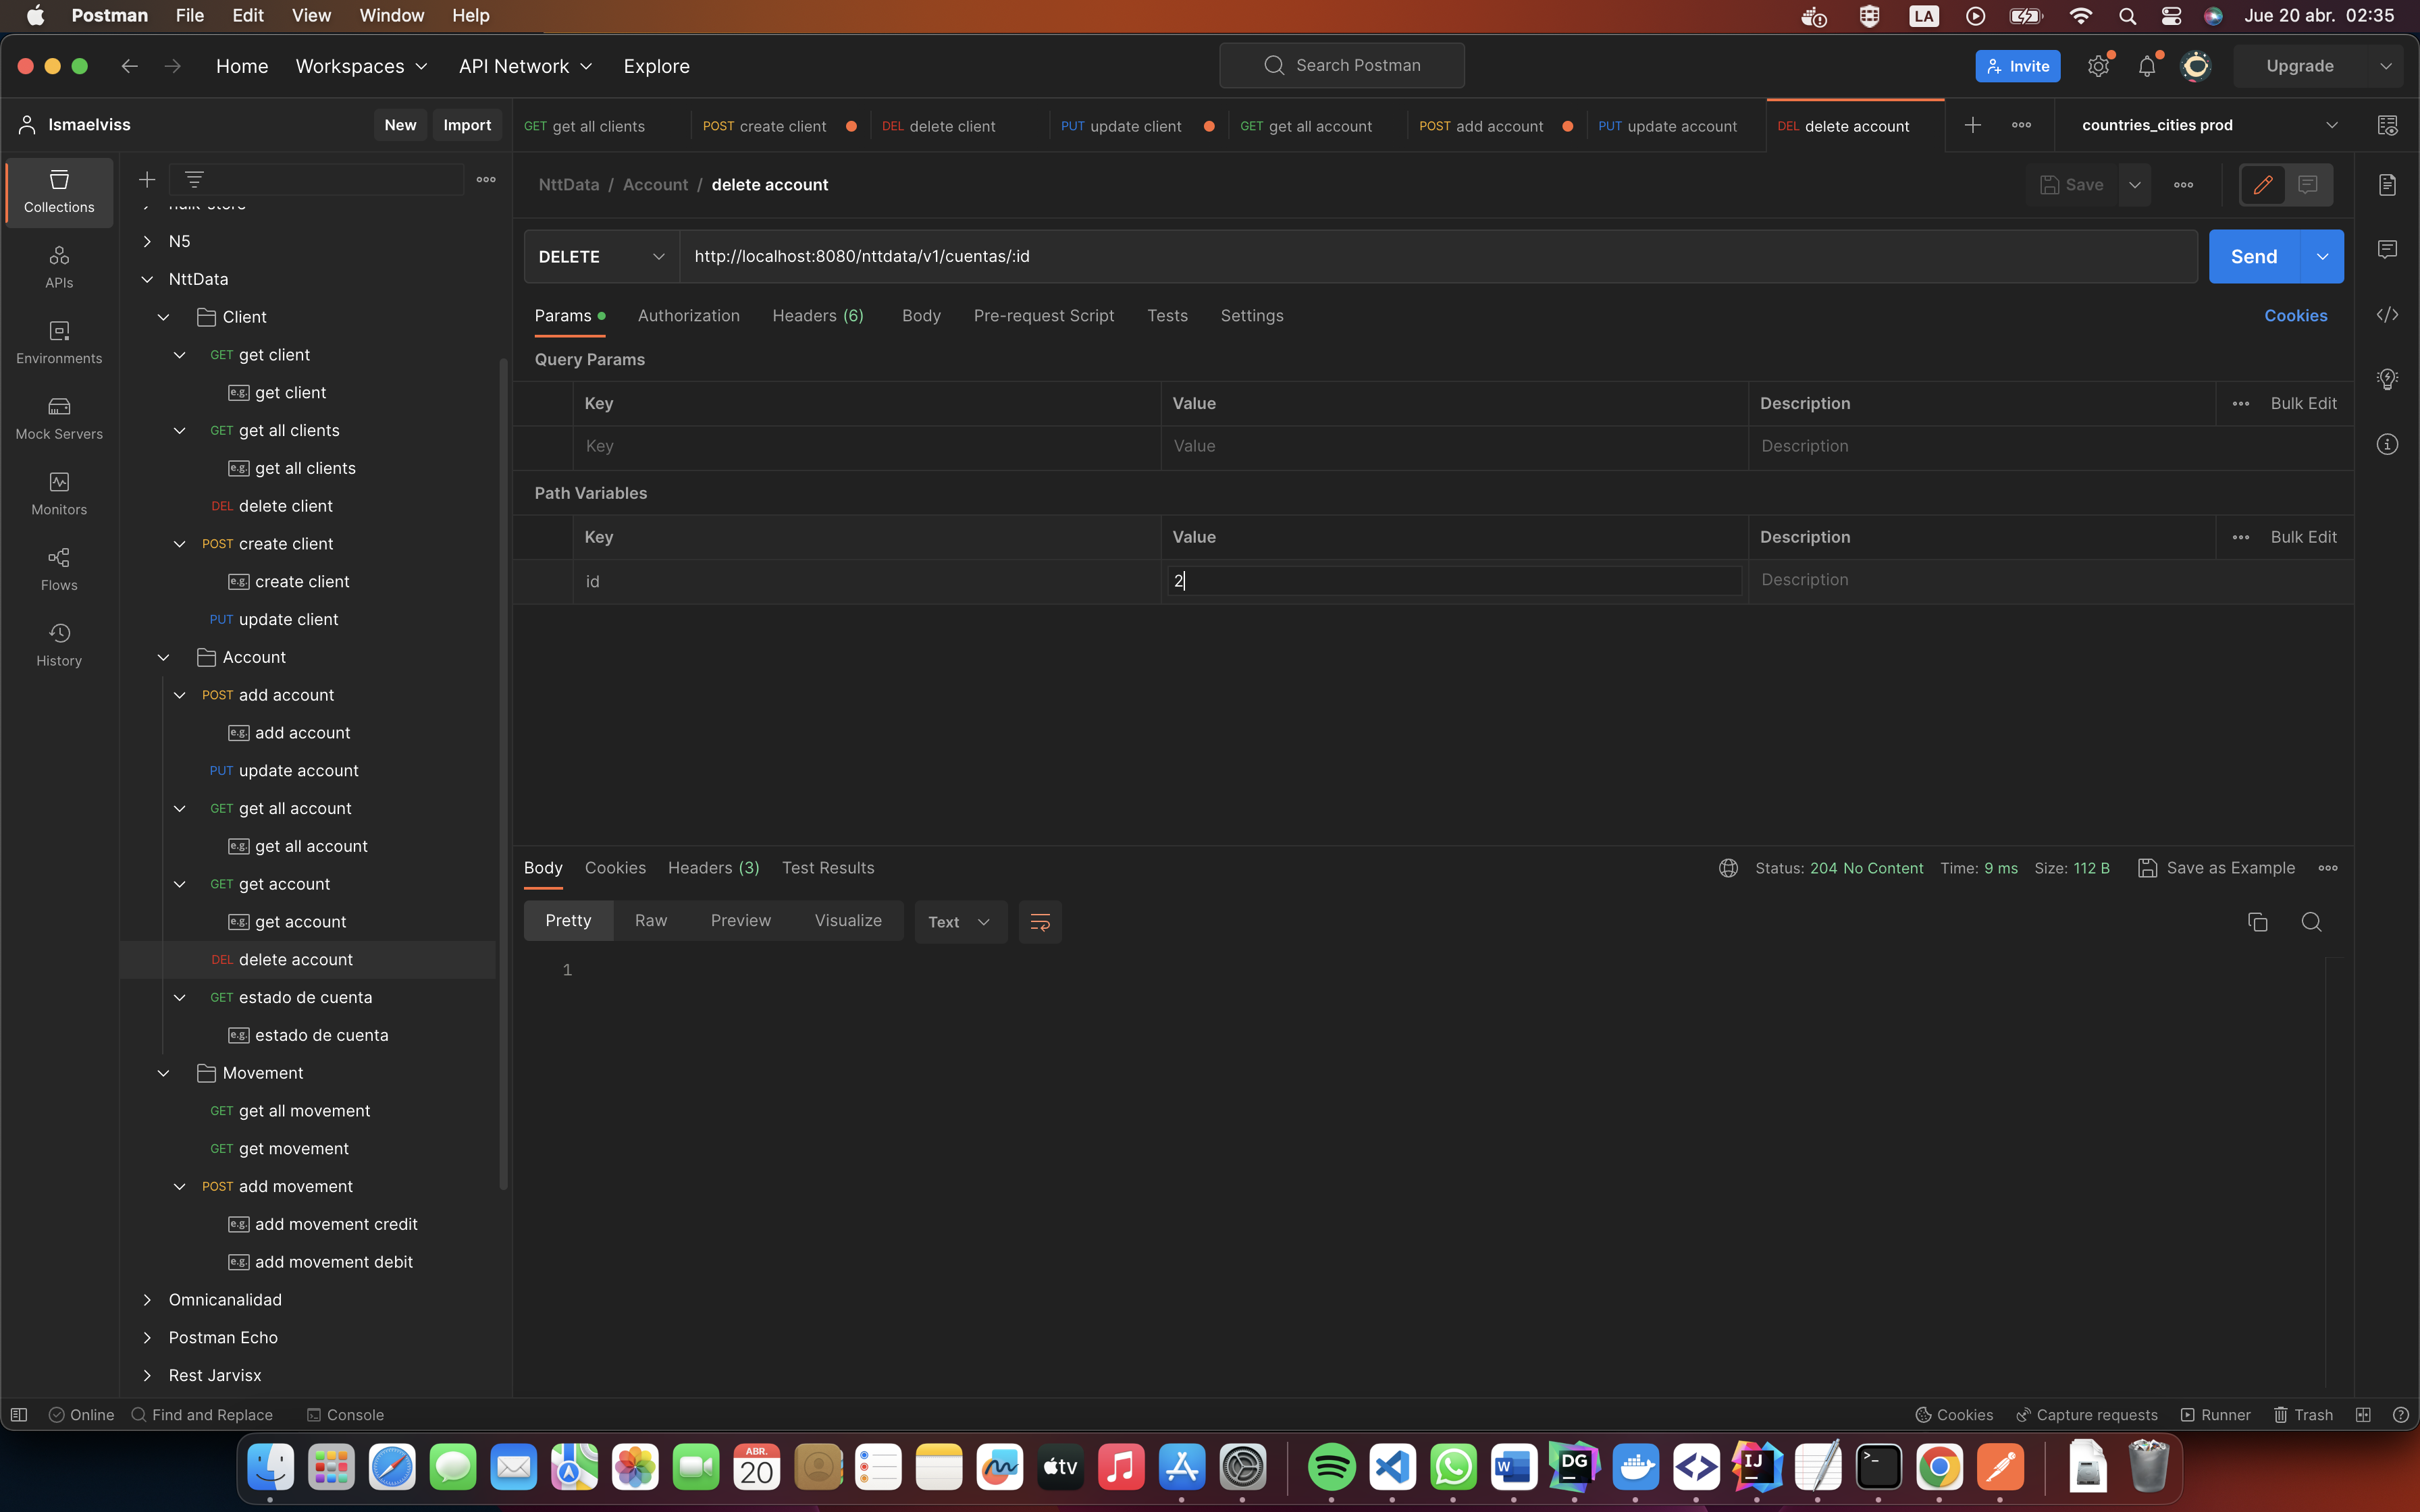 Postman File Edit View Window Help LA Jue 20 abr. 02:35
Home Workspaces API Network Explore Search Postman Invite Upgrade
Ismaelviss New Import
GET get all clients POST create client DEL delete client PUT update client GET get all account POST add account PUT update account DEL delete account countries_cities prod
Collections
APIs
Environments
Mock Servers
Monitors
Flows
History
N5
NttData
Client
GET get client
e.g. get client
GET get all clients
e.g. get all clients
DEL delete client
POST create client
e.g. create client
PUT update client
Account
POST add account
e.g. add account
PUT update account
GET get all account
e.g. get all account
GET get account
e.g. get account
DEL delete account
GET estado de cuenta
e.g. estado de cuenta
Movement
GET get all movement
GET get movement
POST add movement
e.g. add movement credit
e.g. add movement debit
Omnicanalidad
Postman Echo
Rest Jarvisx
NttData / Account / delete account Save
DELETE http://localhost:8080/nttdata/v1/cuentas/:id Send
Params Authorization Headers (6) Body Pre-request Script Tests Settings Cookies
Query Params
Key Value Description Bulk Edit
Key Value Description
Path Variables
Key Value Description Bulk Edit
id 2 Description
Body Cookies Headers (3) Test Results Status: 204 No Content Time: 9 ms Size: 112 B Save as Example
Pretty Raw Preview Visualize Text
1
Online Find and Replace Console Cookies Capture requests Runner Trash
ABR.
20
tv
W
DG
IJ